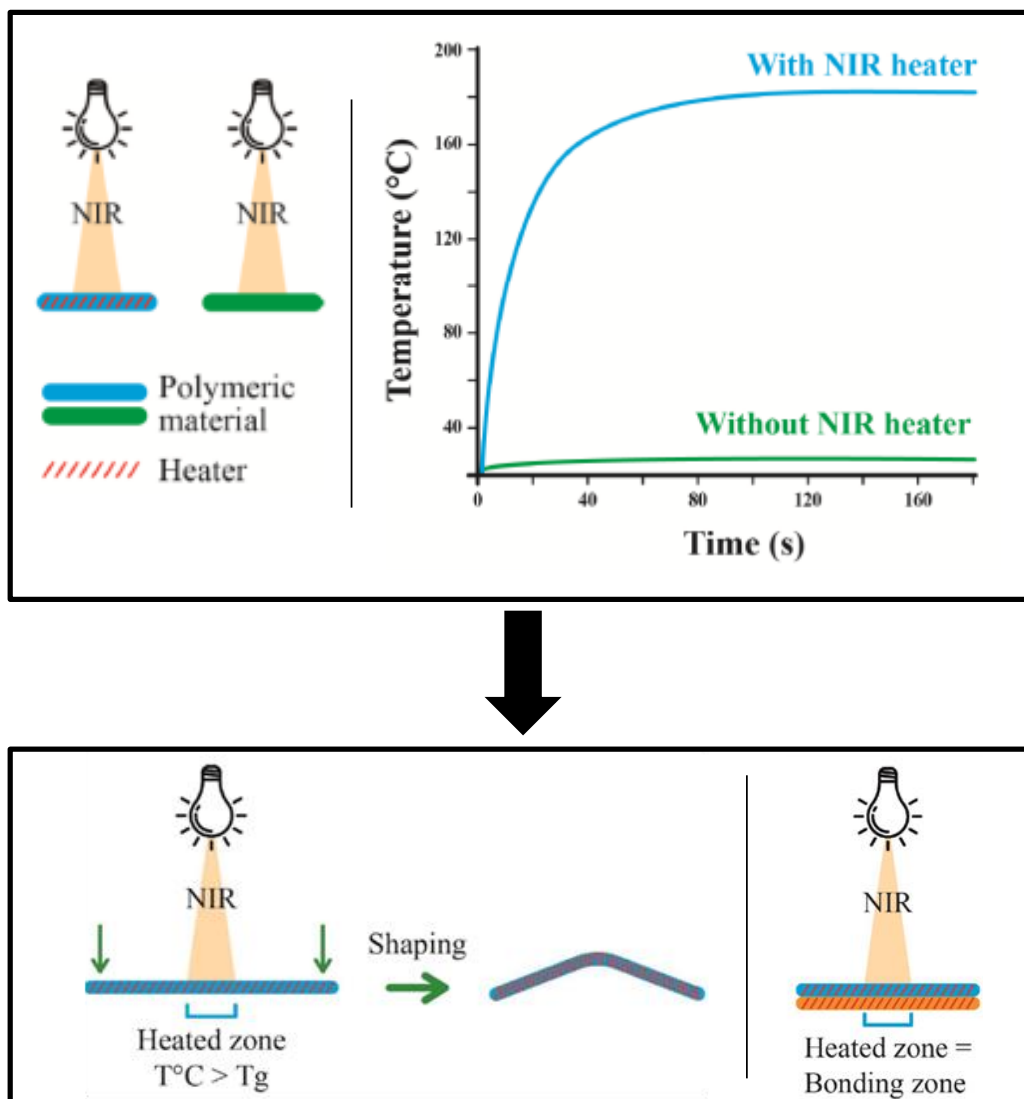 NIR
NIR
Polymeric
material
Heater
Temperature (°C)
200
160
120
80
40
With NIR heater
Without NIR heater
0
40
80
120
160
Time (s)
NIR
Shaping
Heated zone
T°C > Tg
NIR
Heated zone =
Bonding zone